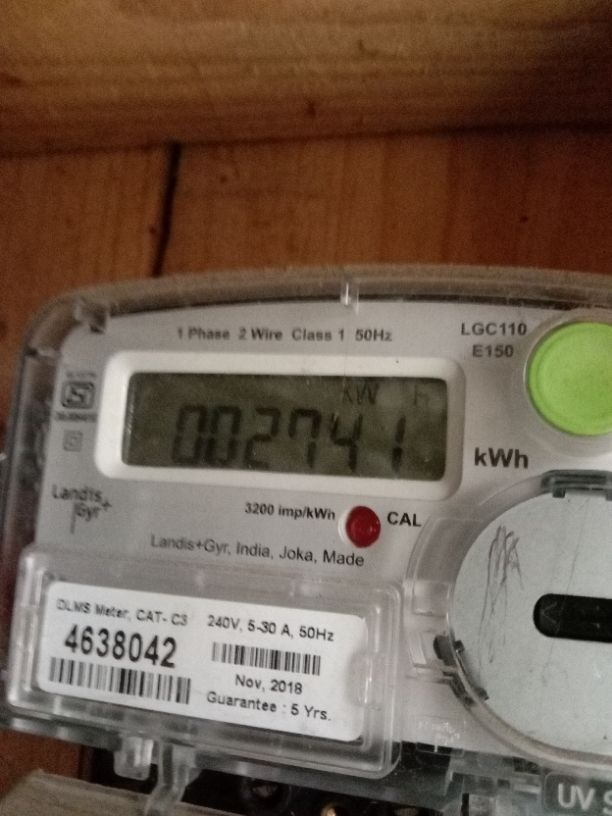 1 Phase 2 Wire Class 1 50Hz
LGC110
E150
kW h
002741
kWh
Landis+
Gyr
3200 imp/kWh
CAL
Landis+Gyr, India, Joka, Made
DLMS Meter, CAT- C3
240V, 5-30 A, 50Hz
4638042
Nov, 2018
Guarantee : 5 Yrs.
UV S